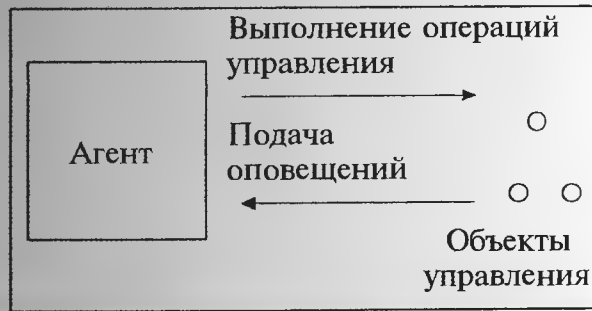 Выполнение операций
управления
Агент
Подача
оповещений
Объекты
управления